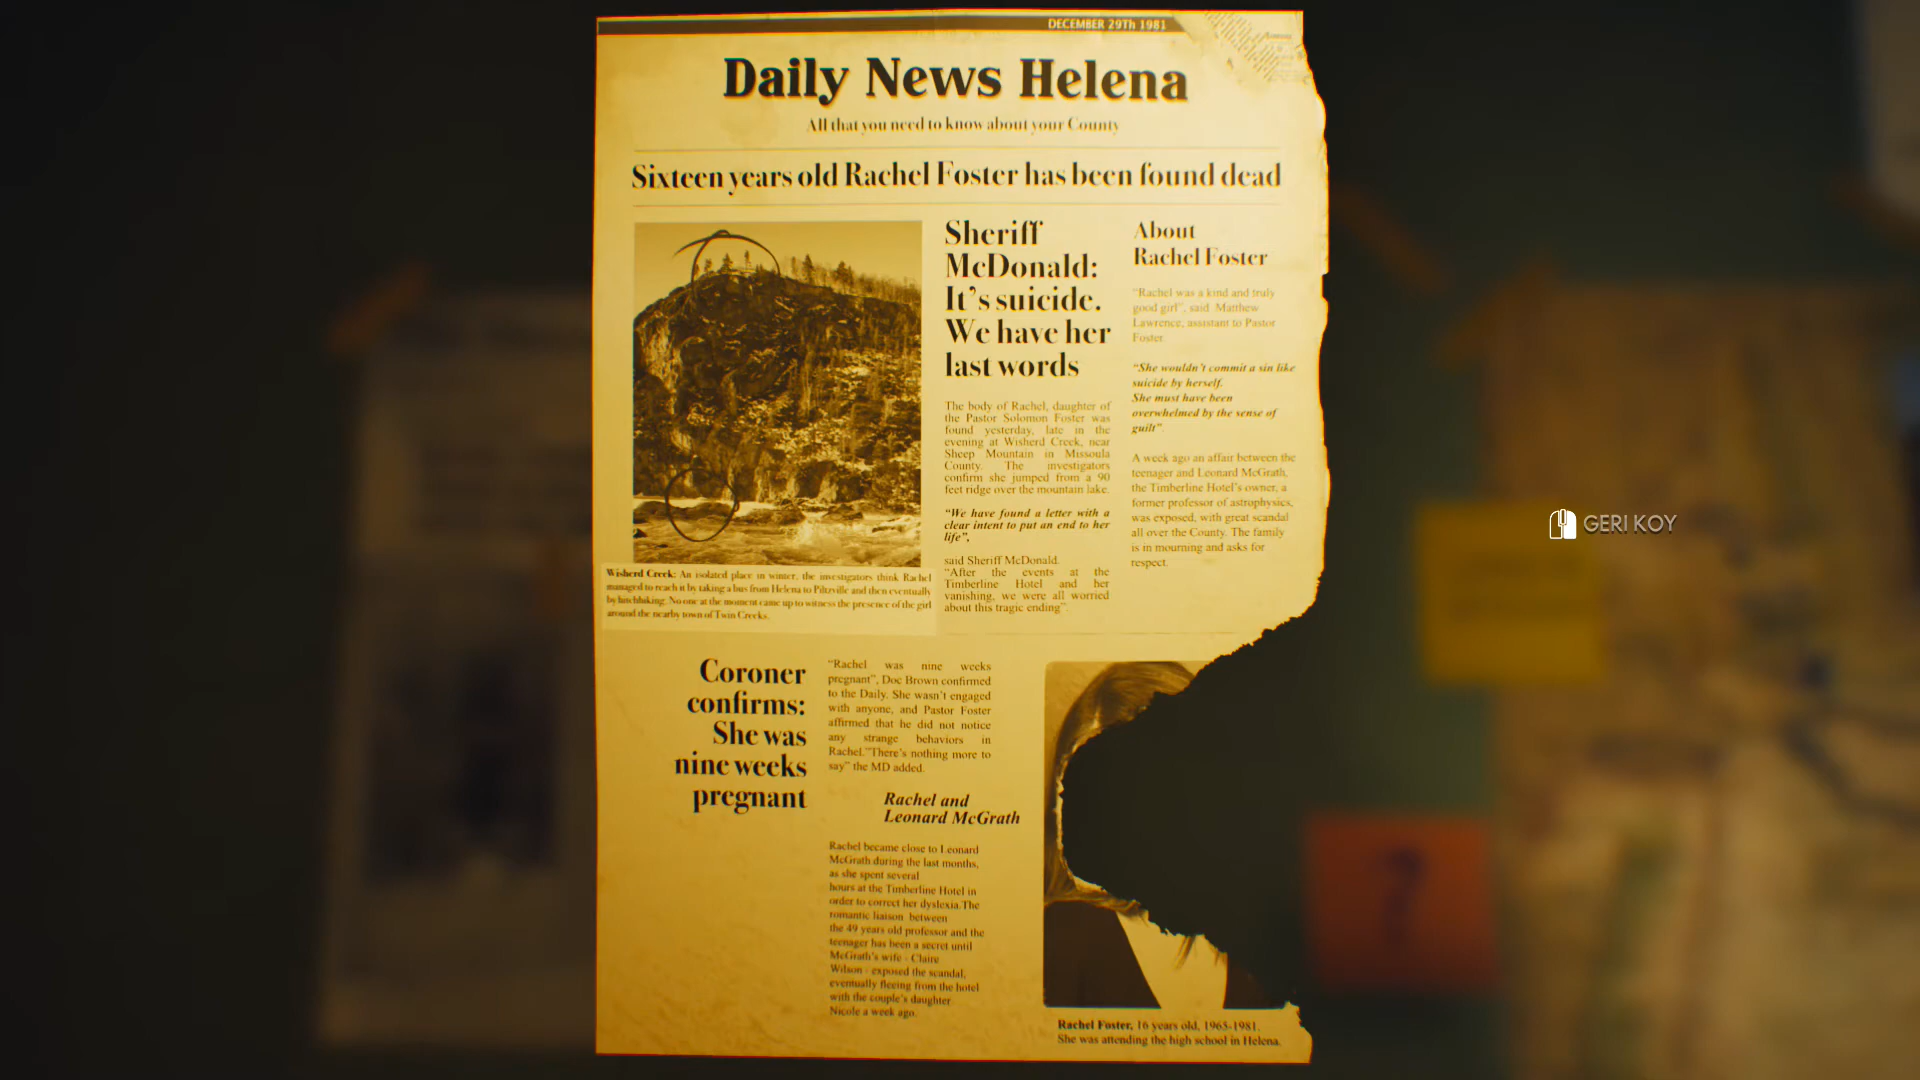 DECEMBER 29Th 1981
Daily News Helena
All that you need to know about your County
Sixteen years old Rachel Foster has been found dead
Sheriff
McDonald:
It's suicide.
We have her
last words
The body of Rachel, daughter of
the Pastor Solomon Foster was
found yesterday, late in the
evening at Wisherd Creek, near
Sheep Mountain in Missoula
County. The investigators
confirm she jumped from a 90
feet ridge over the mountain lake.
"We have found a letter with a
clear intent to put an end to her
life",
said Sheriff McDonald.
"After the events at the
Timberline Hotel and her
vanishing, we were all worried
about this tragic ending"
About
Rachel Foster
"Rachel was a kind and truly
good girl", said Matthew
Lawrence, assistant to Pastor
Foster
"She wouldn't commit a sin like
suicide by herself.
She must have been
overwhelmed by the sense of
guilt".
A week ago an affair between the
teenager and Leonard McGrath,
the Timberline Hotel's owner, a
former professor of astrophysics,
was exposed, with great scandal
all over the County. The family
is in mourning and asks for
respect.
Wisherd Creek: An isolated place in winter, the investigators think Rachel
managed to reach it by taking a bus from Helena to Piltzville and then eventually
by hitchhiking. No one at the moment came up to witness the presence of the girl
around the nearby town of Twin Creeks.
Coroner
confirms:
She was
nine weeks
pregnant
"Rachel was nine weeks
pregnant", Doc Brown confirmed
to the Daily. She wasn't engaged
with anyone, and Pastor Foster
affirmed that he did not notice
any strange behaviors in
Rachel."There's nothing more to
say" the MD added.
Rachel and
Leonard McGrath
Rachel became close to Leonard
McGrath during the last months,
as she spent several
hours at the Timberline Hotel in
order to correct her dyslexia.The
romantic liaison between
the 49 years old professor and the
teenager has been a secret until
McGrath's wife - Claire
Wilson - exposed the scandal,
eventually fleeing from the hotel
with the couple's daughter
Nicole a week ago.
Rachel Foster, 16 years old, 1965-1981.
She was attending the high school in Helena.
GERI KOY
?